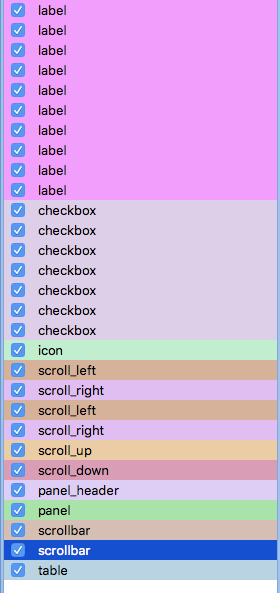 label
label
label
label
label
label
label
label
label
label
checkbox
checkbox
checkbox
checkbox
checkbox
checkbox
checkbox
icon
scroll_left
scroll_right
scroll_left
scroll_right
scroll_up
scroll_down
panel_header
panel
scrollbar
scrollbar
table